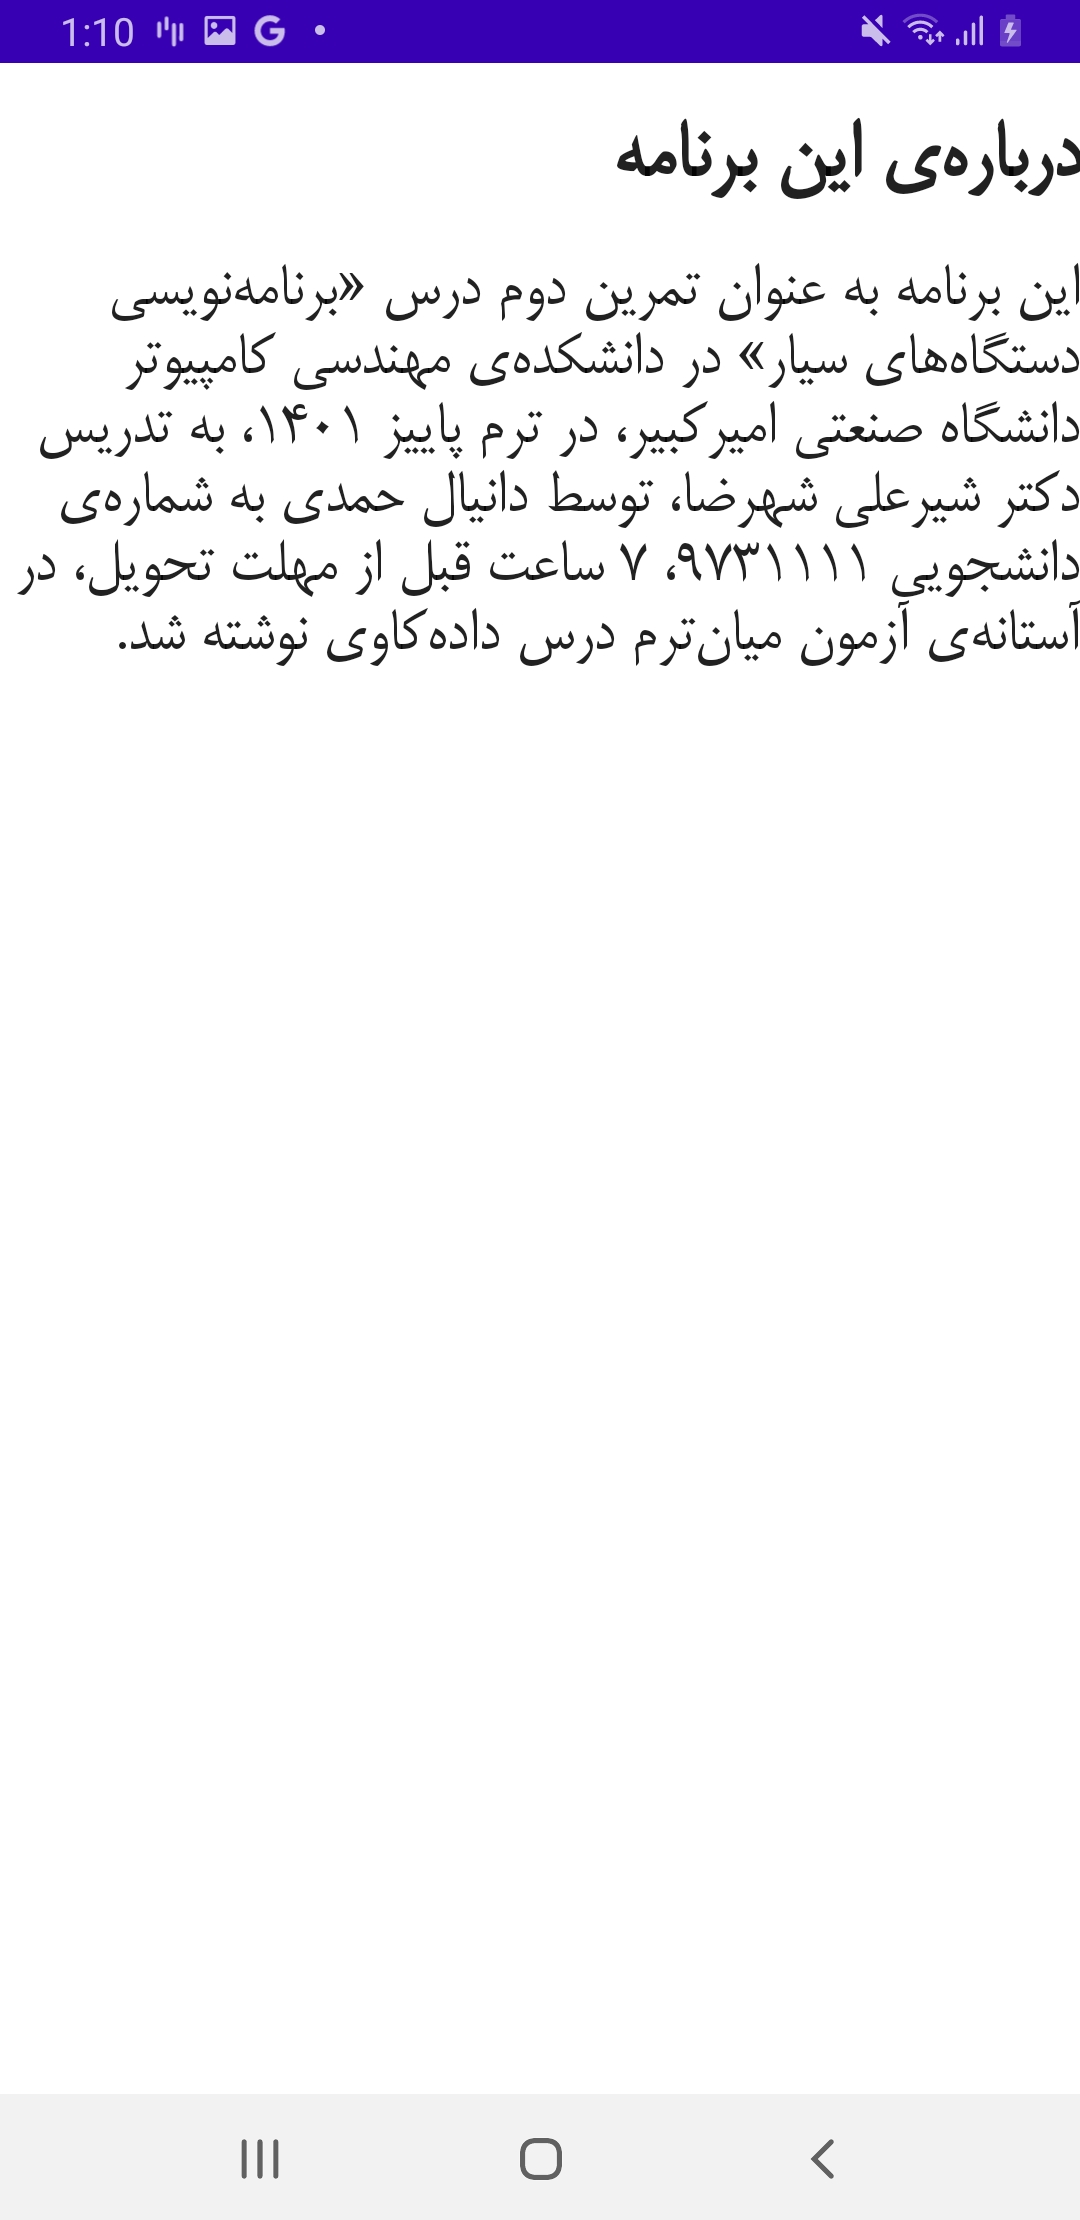 1:10
درباره‌ی این برنامه
این برنامه به عنوان تمرین دوم درس «برنامه‌نویسی
دستگاه‌های سیار» در دانشکده‌ی مهندسی کامپیوتر
دانشگاه صنعتی امیرکبیر، در ترم پاییز ۱۴۰۱، به تدریس
دکتر شیرعلی شهرضا، توسط دانیال حمدی به شماره‌ی
دانشجویی ۹۷۳۱۱۱۱، ۷ ساعت قبل از مهلت تحویل، در
آستانه‌ی آزمون میان‌ترم درس داده‌کاوی نوشته شد.